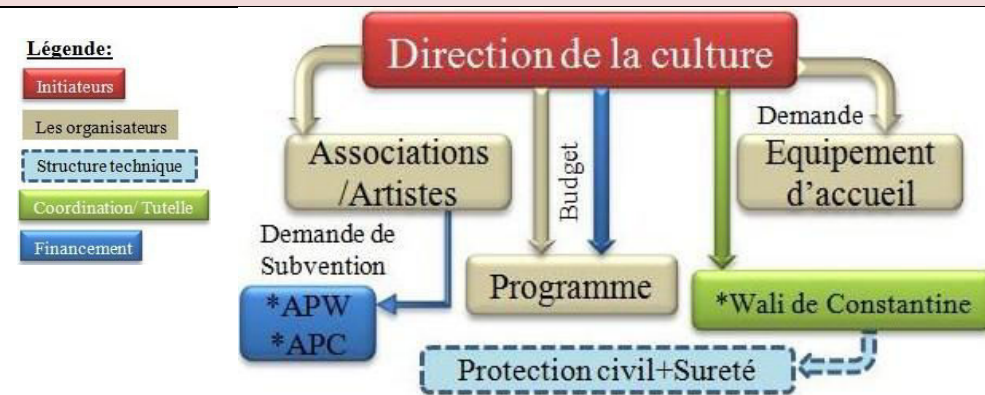 Légende:
Initiateurs
Les organisateurs
Structure technique
Coordination/ Tutelle
Financement
Direction de la culture
Associations
/Artistes
Budget
Demande
Equipement
d'accueil
Demande de
Subvention
*APW
*APC
Programme
*Wali de Constantine
Protection civil+Sureté